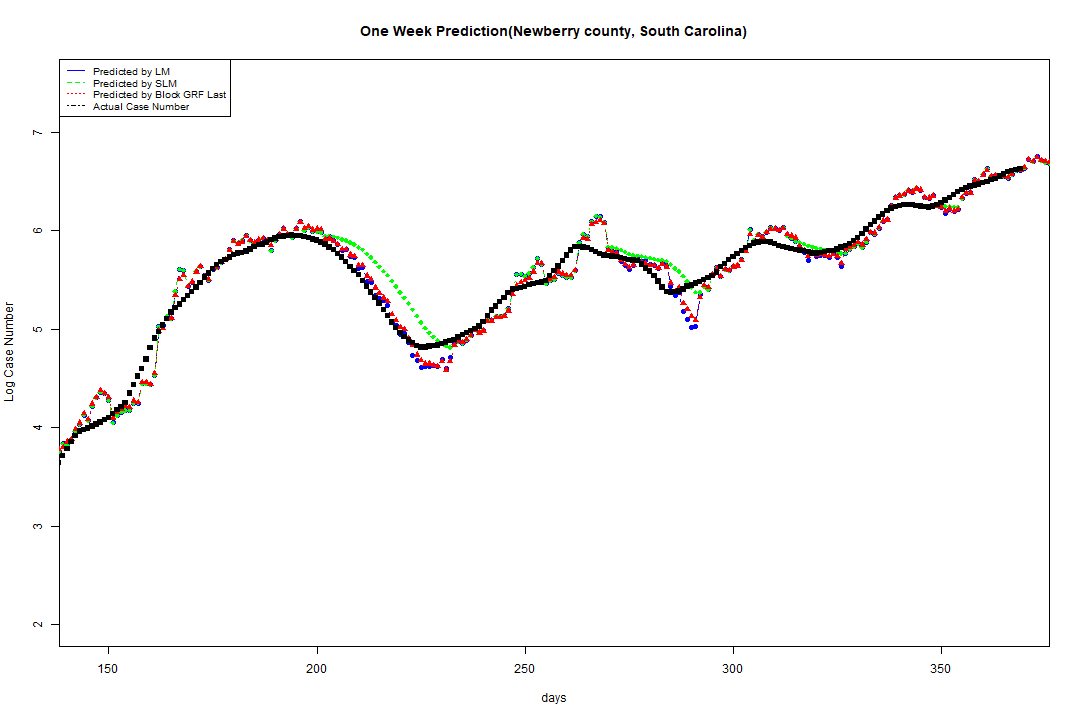 One Week Prediction(Newberry county, South Carolina)
Predicted by LM
Predicted by SLM
Predicted by Block GRF Last
Actual Case Number
7
6
5
4
3
2
Log Case Number
150 200 250 300 350
days